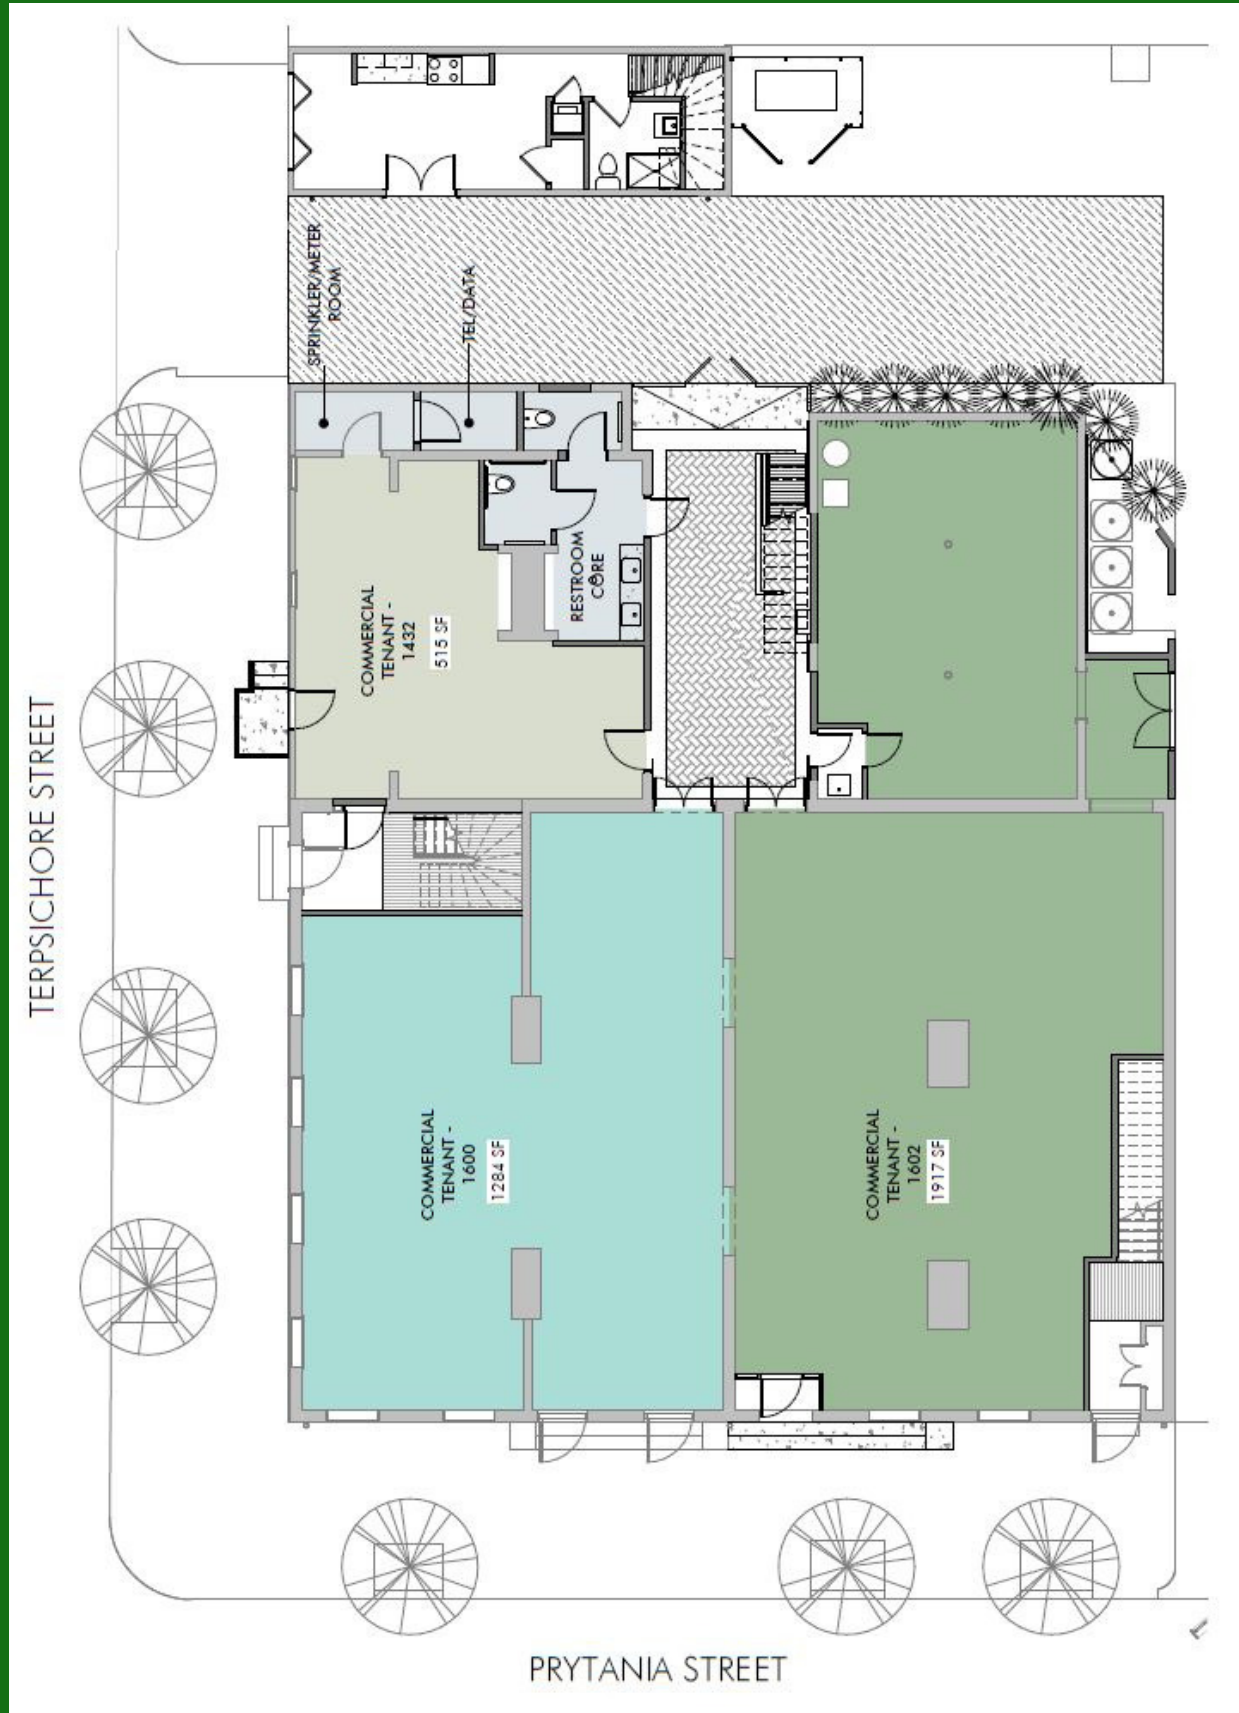 SPRINKLER/METER
ROOM
TEL/DATA
RESTROOM
CORE
COMMERCIAL
TENANT -
1432
515 SF
TERPSICHORE STREET
COMMERCIAL
TENANT -
1600
1284 SF
COMMERCIAL
TENANT -
1602
1917 SF
PRYTANIA STREET